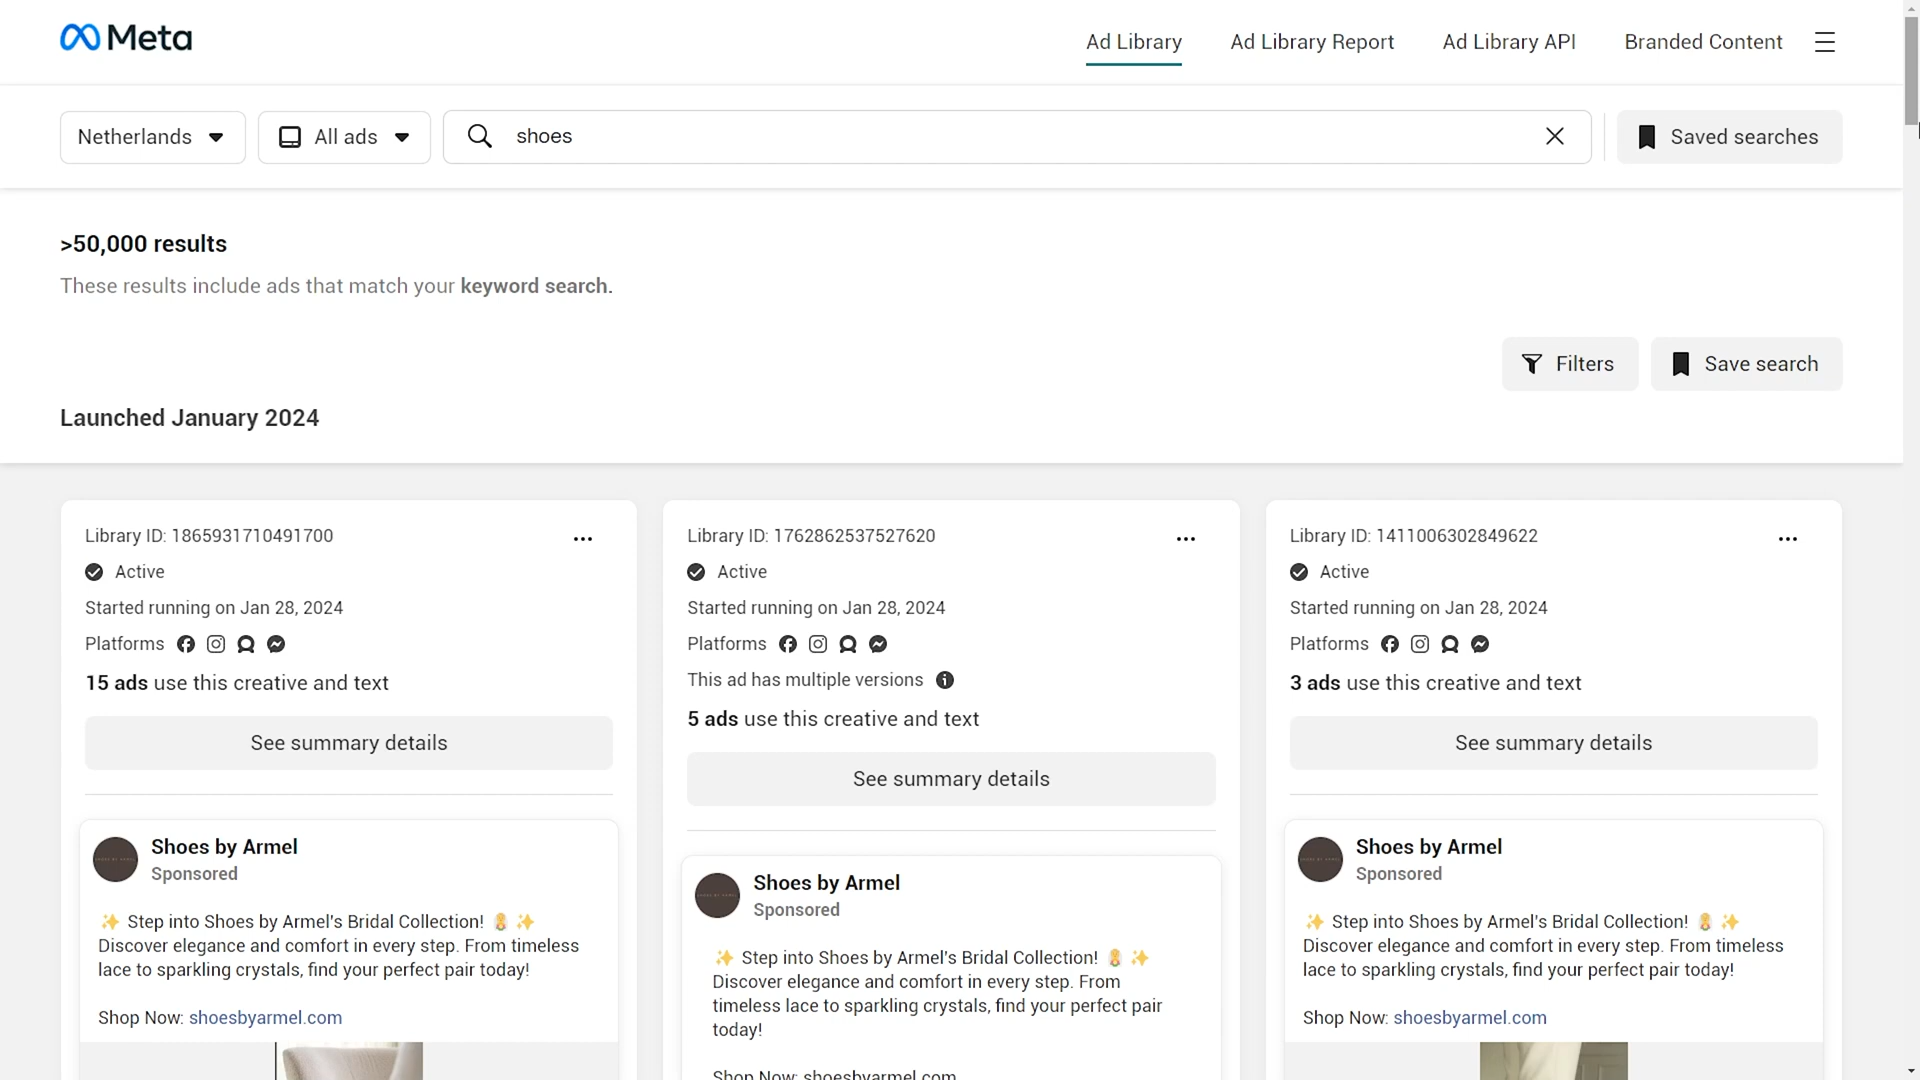 Meta
Ad Library
Ad Library Report
Ad Library API
Branded Content
Netherlands
All ads
shoes
Saved searches
>50,000 results
These results include ads that match your keyword search.
Filters
Save search
Launched January 2024
Library ID: 1865931710491700
Active
Started running on Jan 28, 2024
Platforms
15 ads use this creative and text
See summary details
Shoes by Armel
Sponsored
✨ Step into Shoes by Armel's Bridal Collection! 👰 ✨
Discover elegance and comfort in every step. From timeless
lace to sparkling crystals, find your perfect pair today!
Shop Now: shoesbyarmel.com
Library ID: 1762862537527620
Active
Started running on Jan 28, 2024
Platforms
This ad has multiple versions
5 ads use this creative and text
See summary details
Shoes by Armel
Sponsored
✨ Step into Shoes by Armel's Bridal Collection! 👰 ✨
Discover elegance and comfort in every step. From
timeless lace to sparkling crystals, find your perfect pair
today!
Shop Now: shoesbyarmel.com
Library ID: 1411006302849622
Active
Started running on Jan 28, 2024
Platforms
3 ads use this creative and text
See summary details
Shoes by Armel
Sponsored
✨ Step into Shoes by Armel's Bridal Collection! 👰 ✨
Discover elegance and comfort in every step. From timeless
lace to sparkling crystals, find your perfect pair today!
Shop Now: shoesbyarmel.com